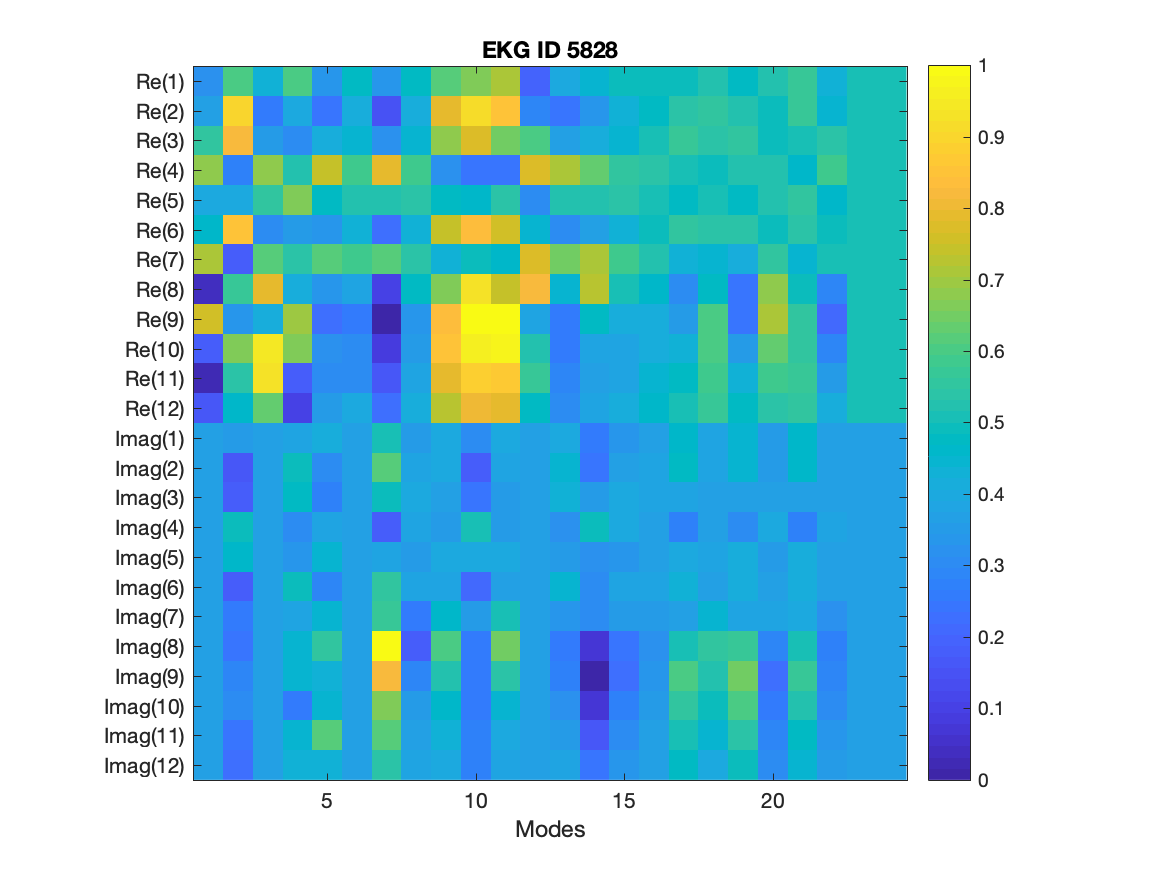 EKG ID 5828
Re(1)
Re(2)
Re(3)
Re(4)
Re(5)
Re(6)
Re(7)
Re(8)
Re(9)
Re(10)
Re(11)
Re(12)
Imag(1)
Imag(2)
Imag(3)
Imag(4)
Imag(5)
Imag(6)
Imag(7)
Imag(8)
Imag(9)
Imag(10)
Imag(11)
Imag(12)
5 10 15 20
Modes
1
0.9
0.8
0.7
0.6
0.5
0.4
0.3
0.2
0.1
0